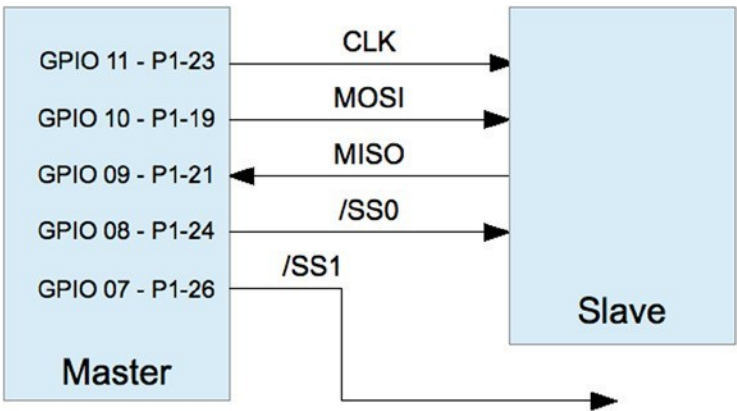 CLK
GPIO 11 - P1-23
MOSI
GPIO 10 - P1-19
MISO
GPIO 09 - P1-21
/SS0
GPIO 08 - P1-24
/SS1
GPIO 07 - P1-26
Slave
Master